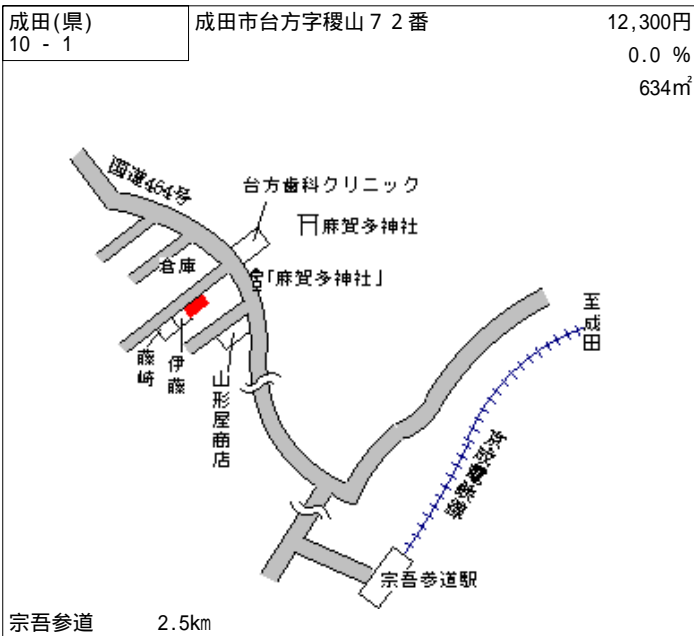 成田(県)
10 - 1
成田市台方字稷山７２番
12,300円
0.0 %
634㎡
国道464号
台方歯科クリニック
麻賀多神社
倉庫
「麻賀多神社」
至成田
藤崎
伊藤
山形屋商店
京成電鉄線
宗吾参道駅
宗吾参道 2.5km